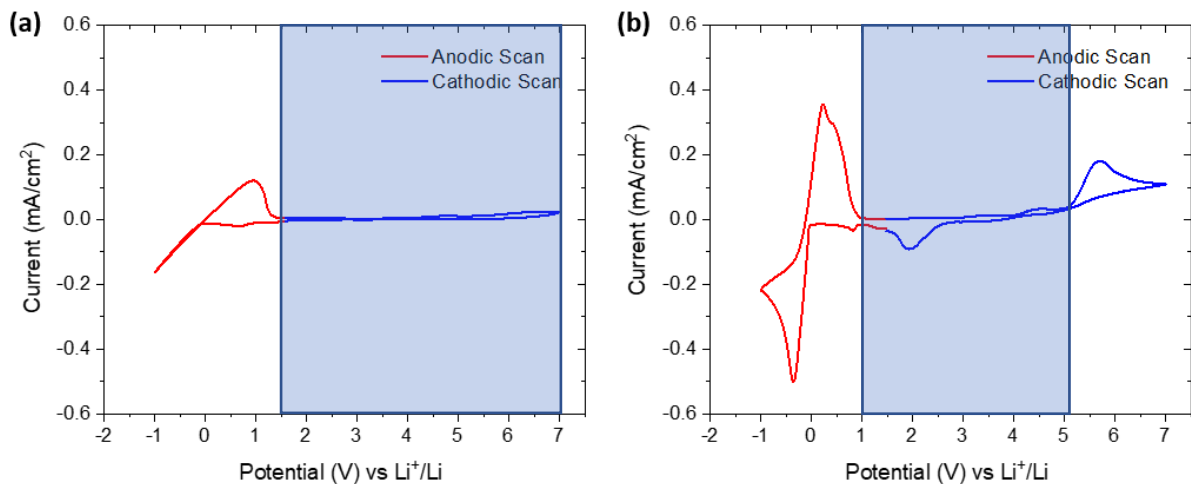 (a)
0.6
0.4
0.2
0.0
-0.2
-0.4
-0.6
Current (mA/cm²)
-2 -1 0 1 2 3 4 5 6 7
Potential (V) vs Li⁺/Li
Anodic Scan
Cathodic Scan
(b)
0.6
0.4
0.2
0.0
-0.2
-0.4
-0.6
Current (mA/cm²)
-2 -1 0 1 2 3 4 5 6 7
Potential (V) vs Li⁺/Li
Anodic Scan
Cathodic Scan